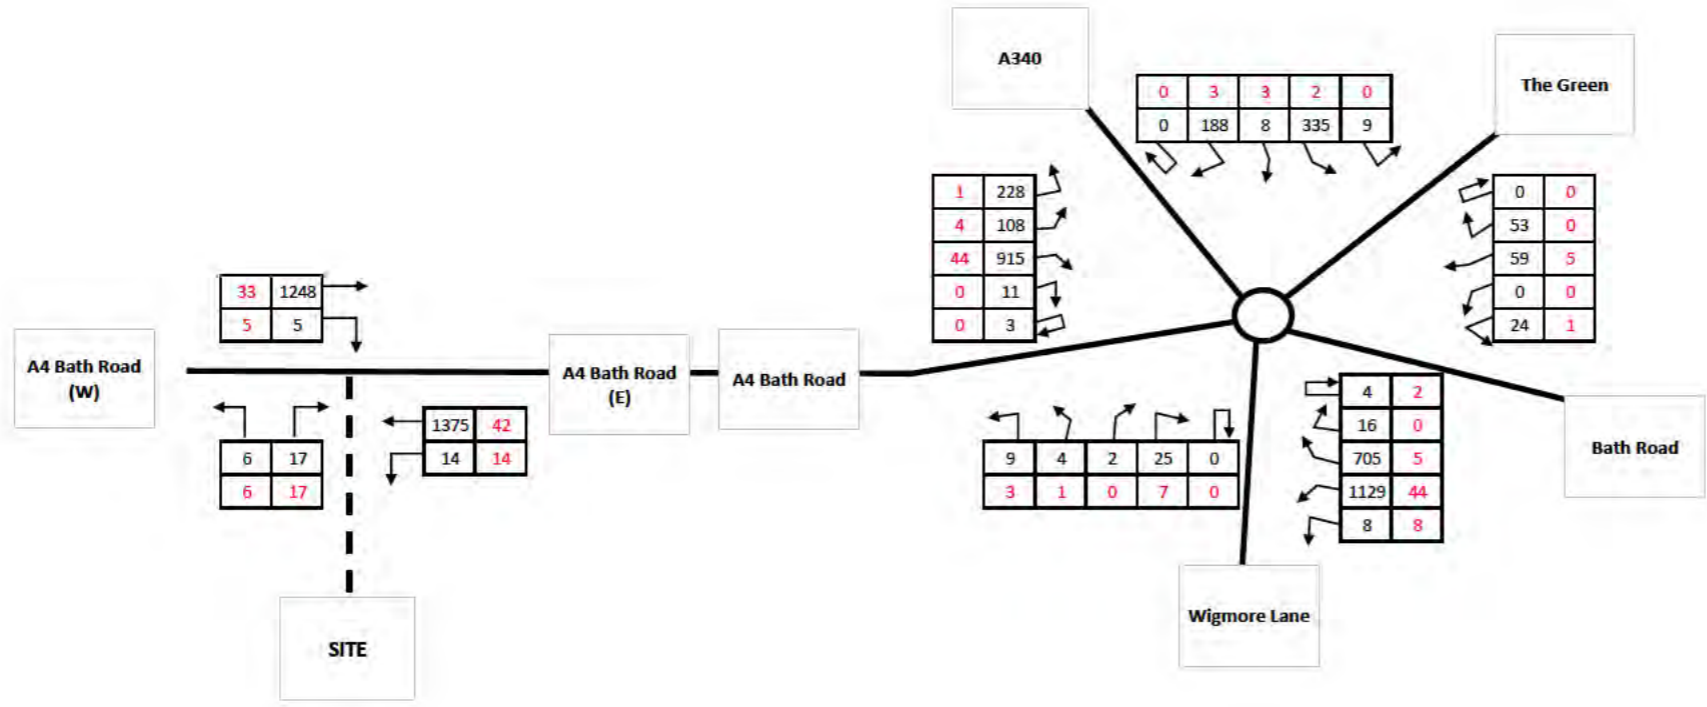 A340
The Green
0 3 3 2 0
0 188 8 335 9
1 228
4 108
44 915
0 11
0 3
0 0
53 0
59 5
0 0
24 1
33 1248
5 5
A4 Bath Road
(W)
A4 Bath Road
(E)
A4 Bath Road
6 17
6 17
1375 42
14 14
9 4 2 25 0
3 1 0 7 0
4 2
16 0
705 5
1129 44
8 8
Bath Road
Wigmore Lane
SITE